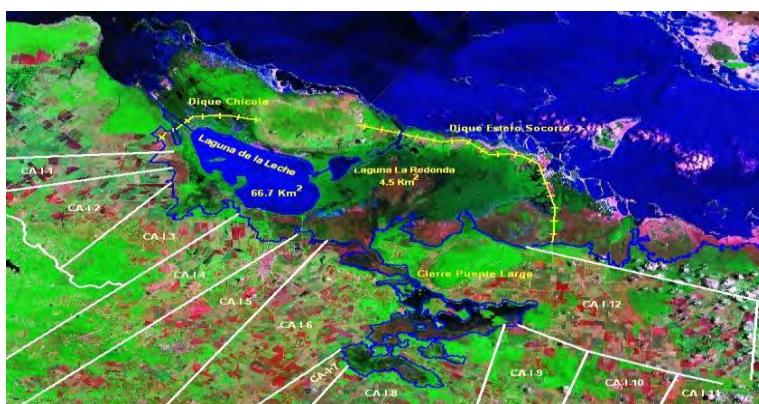 Dique Chicola
Dique Estero Socorro
Laguna de la Leche
66.7 Km2
Laguna La Redonda
4.5 Km2
CA-I-1
CA-I-2
CA-I-3
CA-I-4
CA-I-5
CA-I-6
CA-I-7
CA-I-8
Cierre Puente Largo
CA-I-12
CA-I-9
CA-I-10
CA-I-11